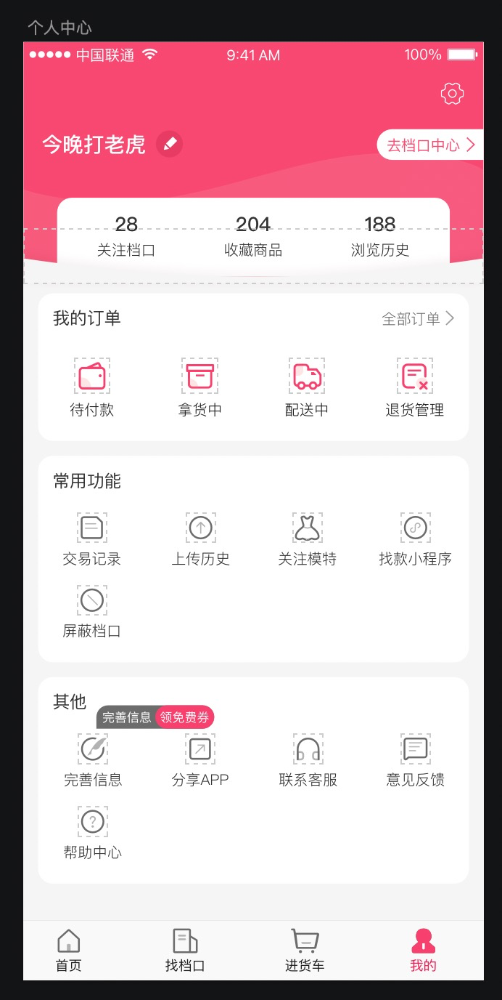 个人中心
中国联通 9:41 AM 100%
今晚打老虎
去档口中心
28 204 188
关注档口 收藏商品 浏览历史
我的订单 全部订单
待付款 拿货中 配送中 退货管理
常用功能
交易记录 上传历史 关注模特 找款小程序
屏蔽档口
其他
完善信息 领免费券
完善信息 分享APP 联系客服 意见反馈
帮助中心
首页 找档口 进货车 我的